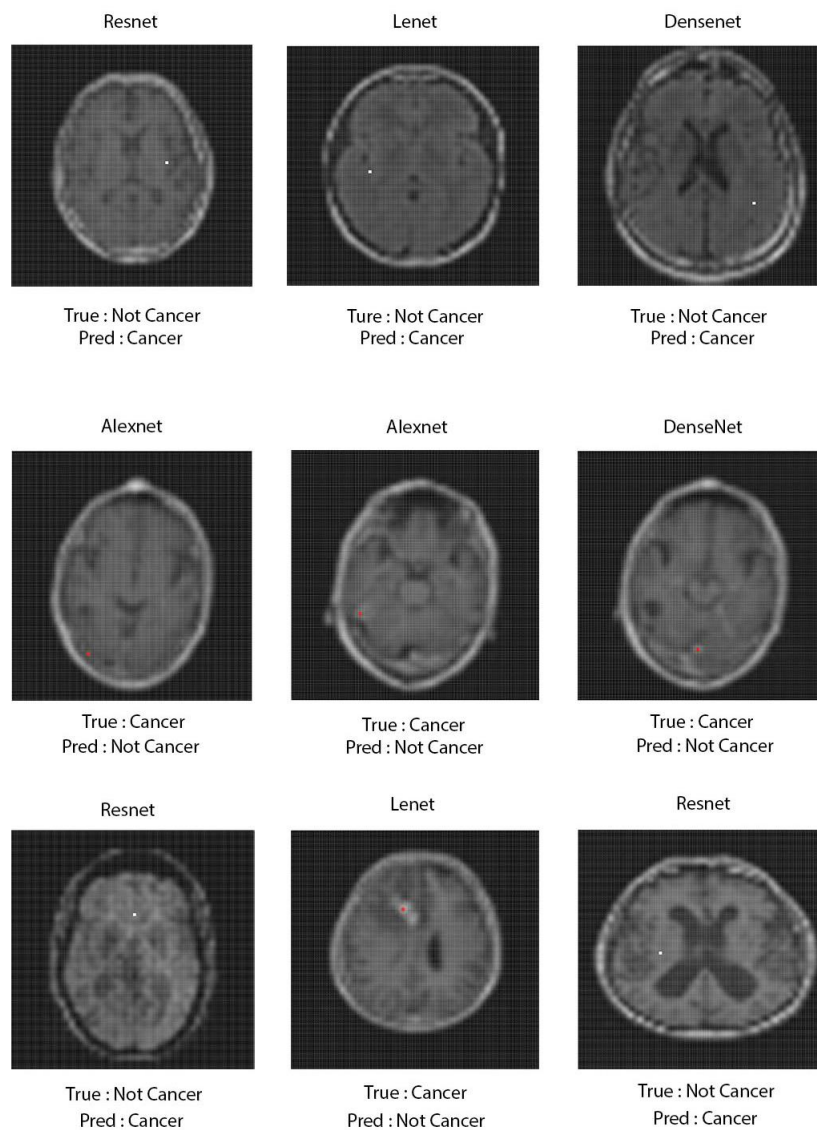 Resnet
Lenet
Densenet
True : Not Cancer
Pred : Cancer
Ture : Not Cancer
Pred : Cancer
True : Not Cancer
Pred : Cancer
Alexnet
Alexnet
DenseNet
True : Cancer
Pred : Not Cancer
True : Cancer
Pred : Not Cancer
True : Cancer
Pred : Not Cancer
Resnet
Lenet
Resnet
True : Not Cancer
Pred : Cancer
True : Cancer
Pred : Not Cancer
True : Not Cancer
Pred : Cancer